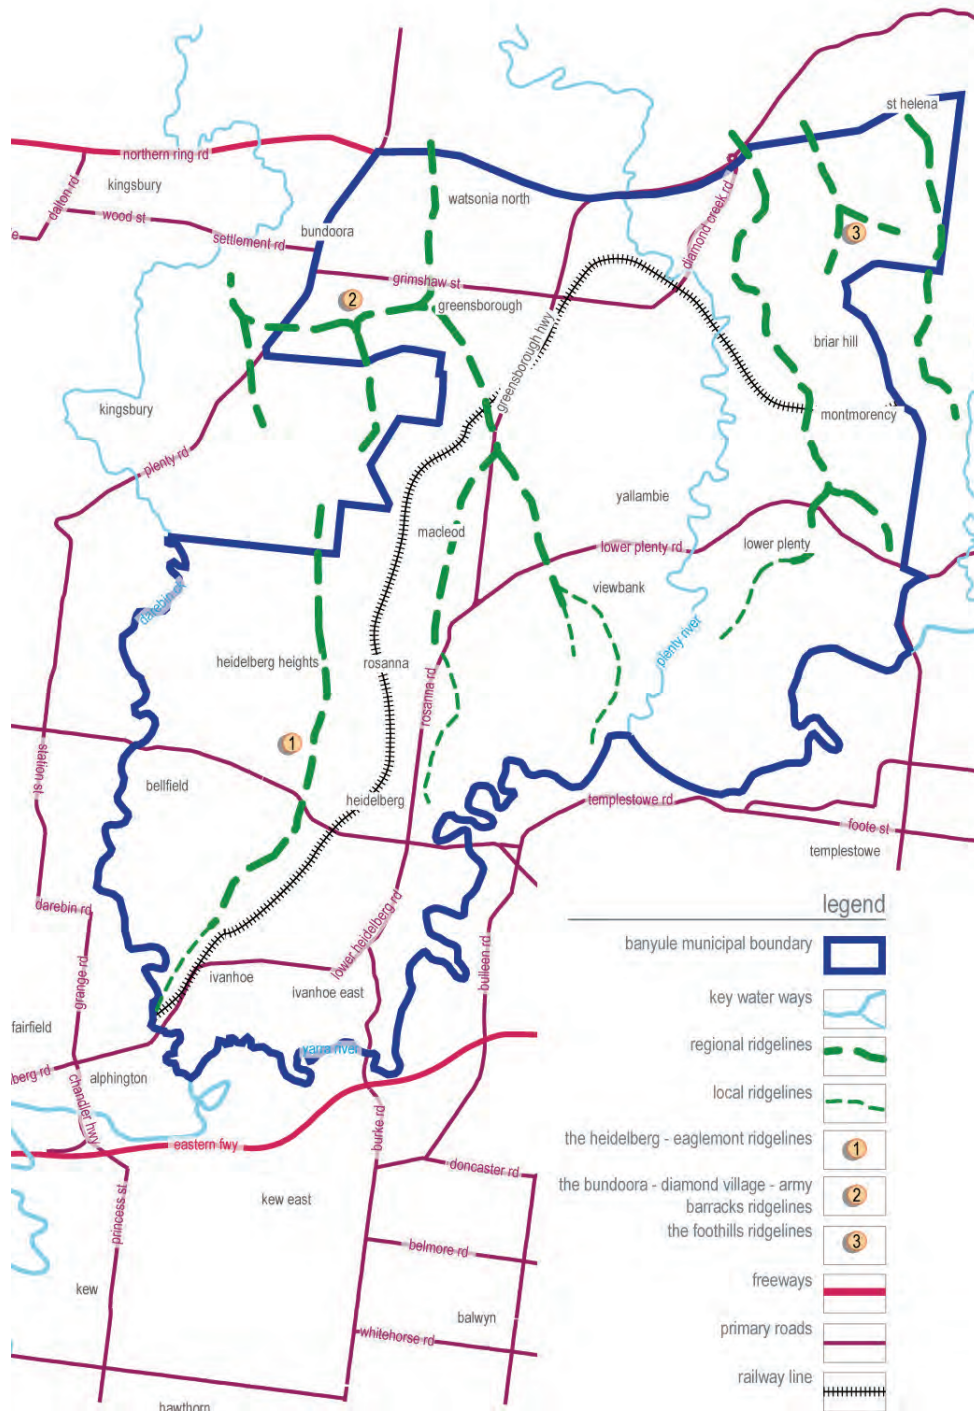 st helena
northern ring rd
kingsbury
dalton rd
watsonia north
wood st
bundoora
settlement rd
diamond creek rd
3
grimshaw st
2
greensborough
briar hill
greensborough hwy
kingsbury
montmorency
plenty rd
yallambie
macleod
lower plenty rd
lower plenty
viewbank
darebin ck
plenty river
heidelberg heights
rosanna
rosanna rd
1
station st
bellfield
heidelberg
templestowe rd
foote st
templestowe
darebin rd
lower heidelberg rd
bulleen rd
grange rd
ivanhoe
ivanhoe east
fairfield
yarra river
berg rd
alphington
chandler hwy
burke rd
eastern fwy
doncaster rd
princess st
kew east
belmore rd
kew
balwyn
whitehorse rd
hawthorn
legend
banyule municipal boundary
key water ways
regional ridgelines
local ridgelines
the heidelberg - eaglemont ridgelines
1
the bundoora - diamond village - army
barracks ridgelines
2
the foothills ridgelines
3
freeways
primary roads
railway line